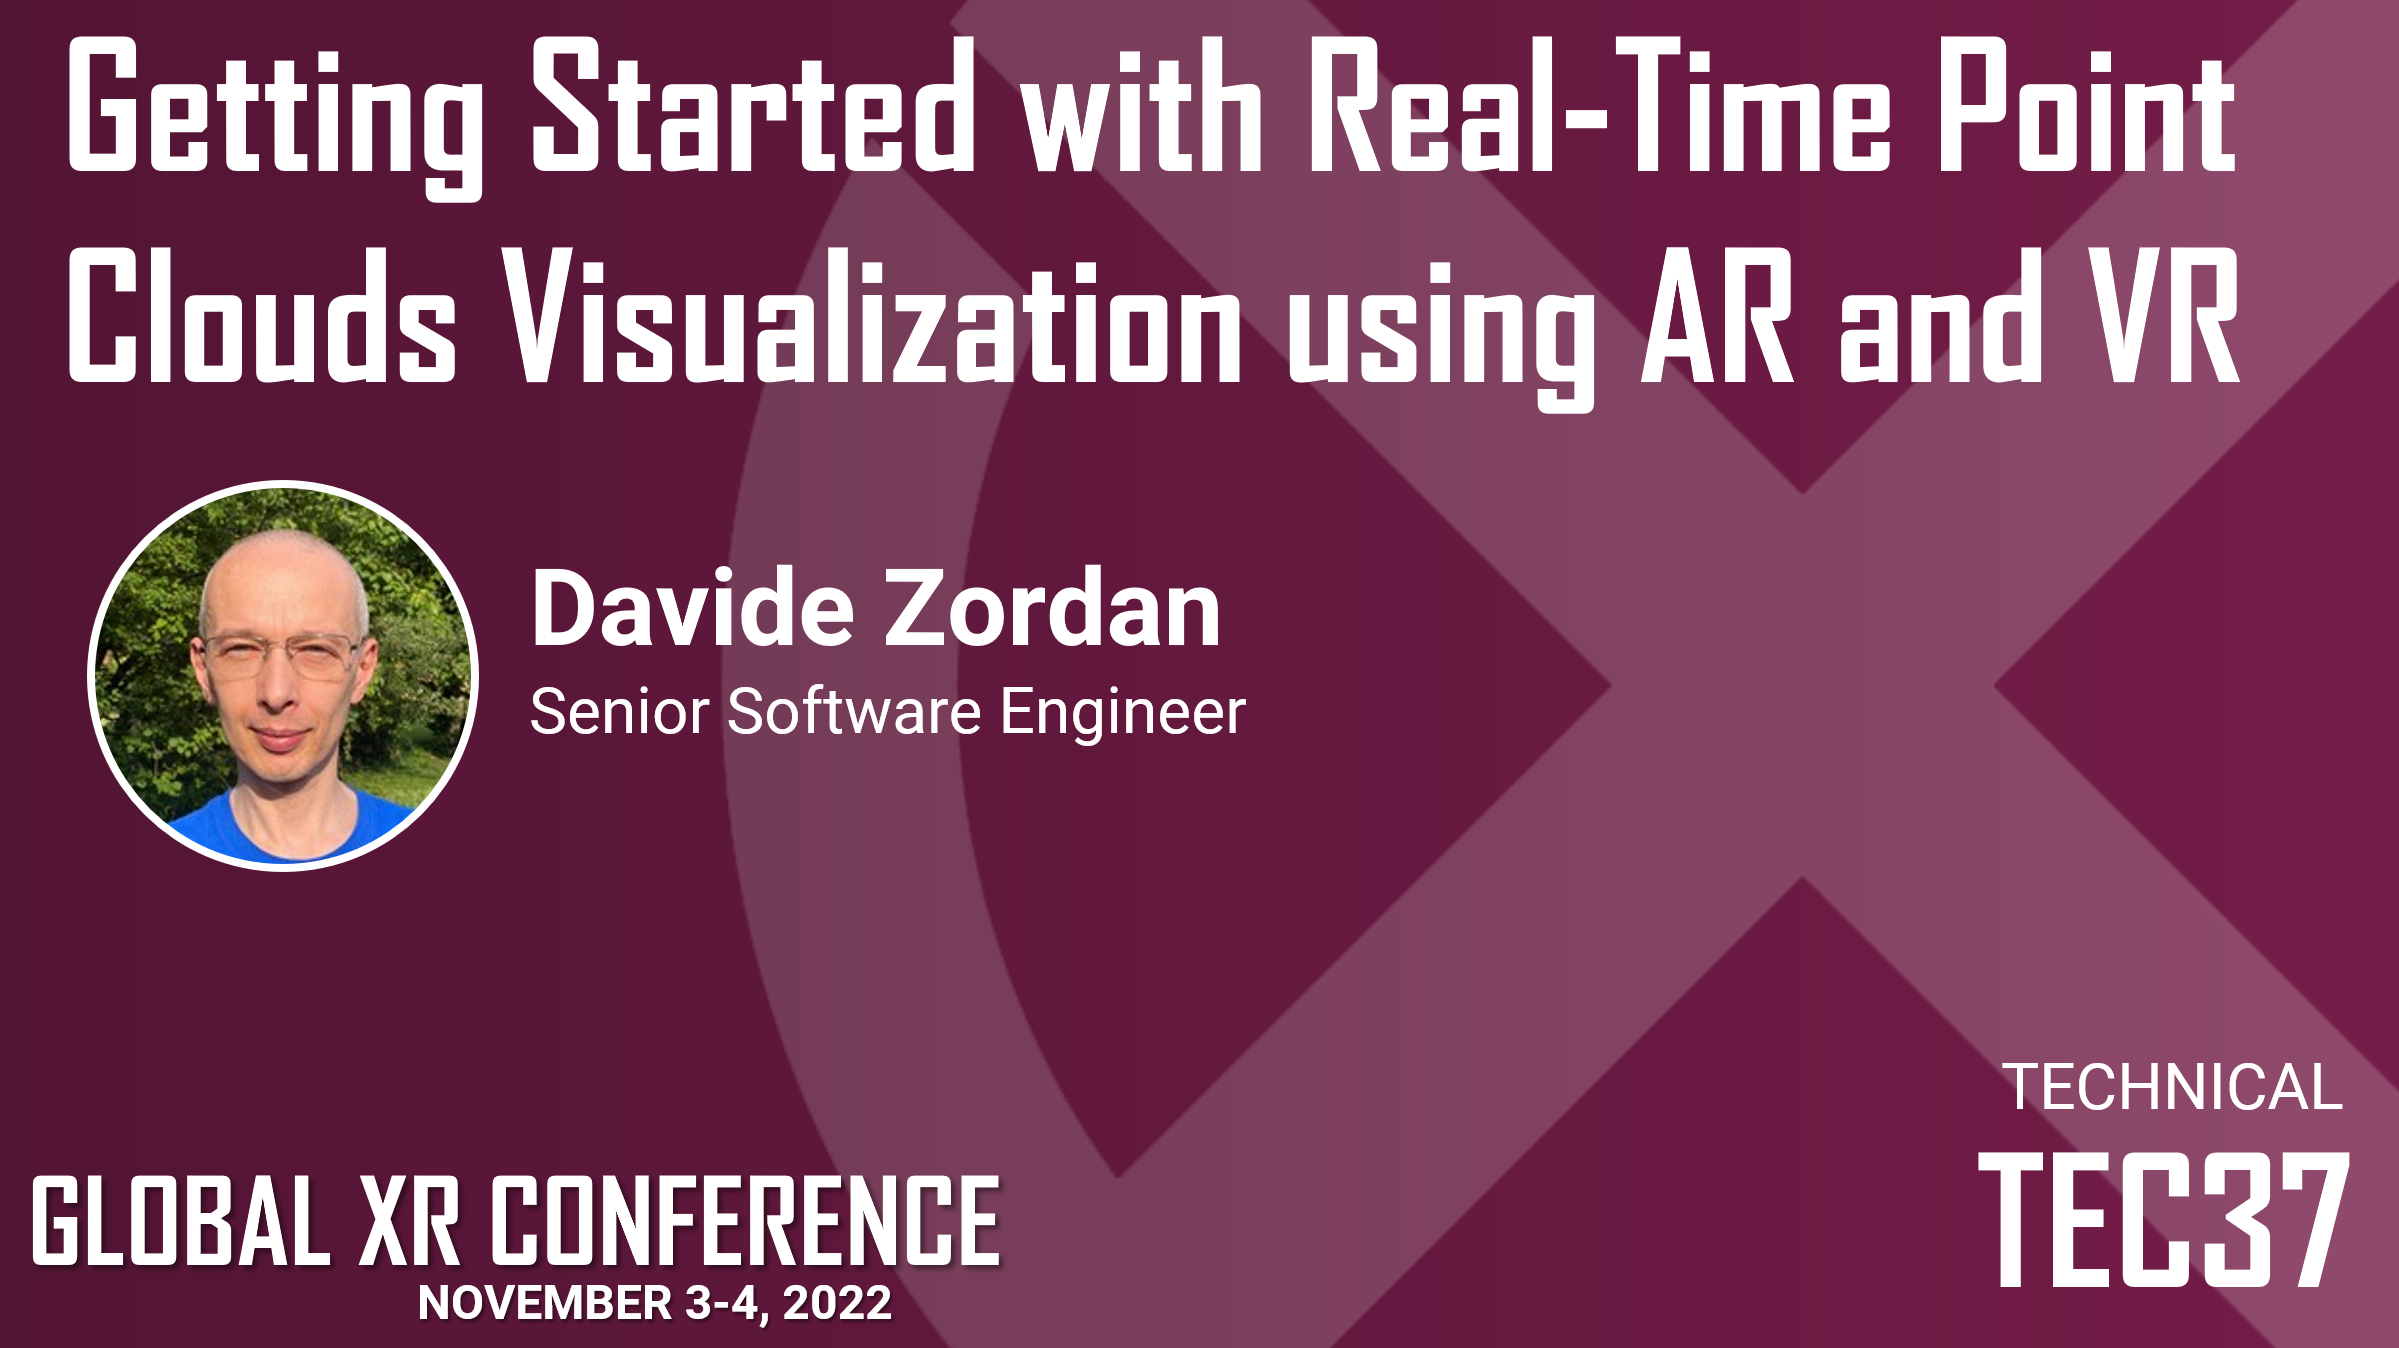 Getting Started with Real-Time Point
Clouds Visualization using AR and VR
Davide Zordan
Senior Software Engineer
TECHNICAL
TEC37
GLOBAL XR CONFERENCE
NOVEMBER 3-4, 2022